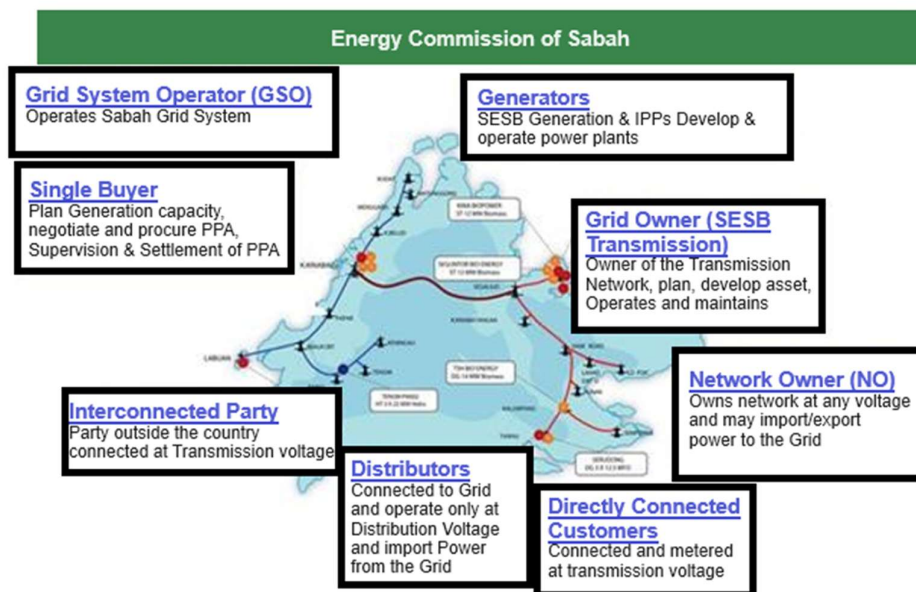 Energy Commission of Sabah
Grid System Operator (GSO)
Operates Sabah Grid System
Generators
SESB Generation & IPPs Develop &
operate power plants
Single Buyer
Plan Generation capacity,
negotiate and procure PPA,
Supervision & Settlement of PPA
Grid Owner (SESB
Transmission)
Owner of the Transmission
Network, plan, develop asset,
Operates and maintains
Network Owner (NO)
Owns network at any voltage
and may import/export
power to the Grid
Interconnected Party
Party outside the country
connected at Transmission voltage
Distributors
Connected to Grid
and operate only at
Distribution Voltage
and import Power
from the Grid
Directly Connected
Customers
Connected and metered
at transmission voltage
LABUAN